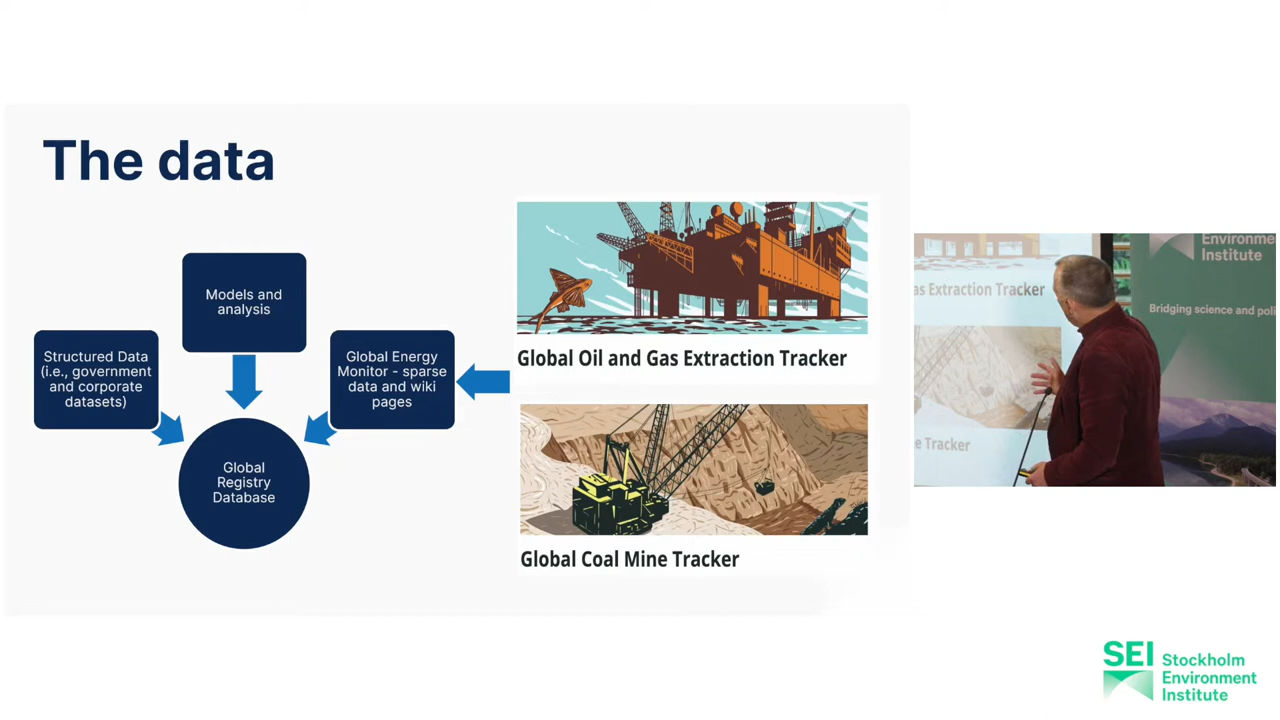 The data
Models and
analysis
Structured Data
(i.e., government
and corporate
datasets)
Global Energy
Monitor - sparse
data and wiki
pages
Global
Registry
Database
Global Oil and Gas Extraction Tracker
Global Coal Mine Tracker
as Extraction Tracker
e Tracker
Environment
Institute
Bridging science and poli
SEI Stockholm
Environment
Institute